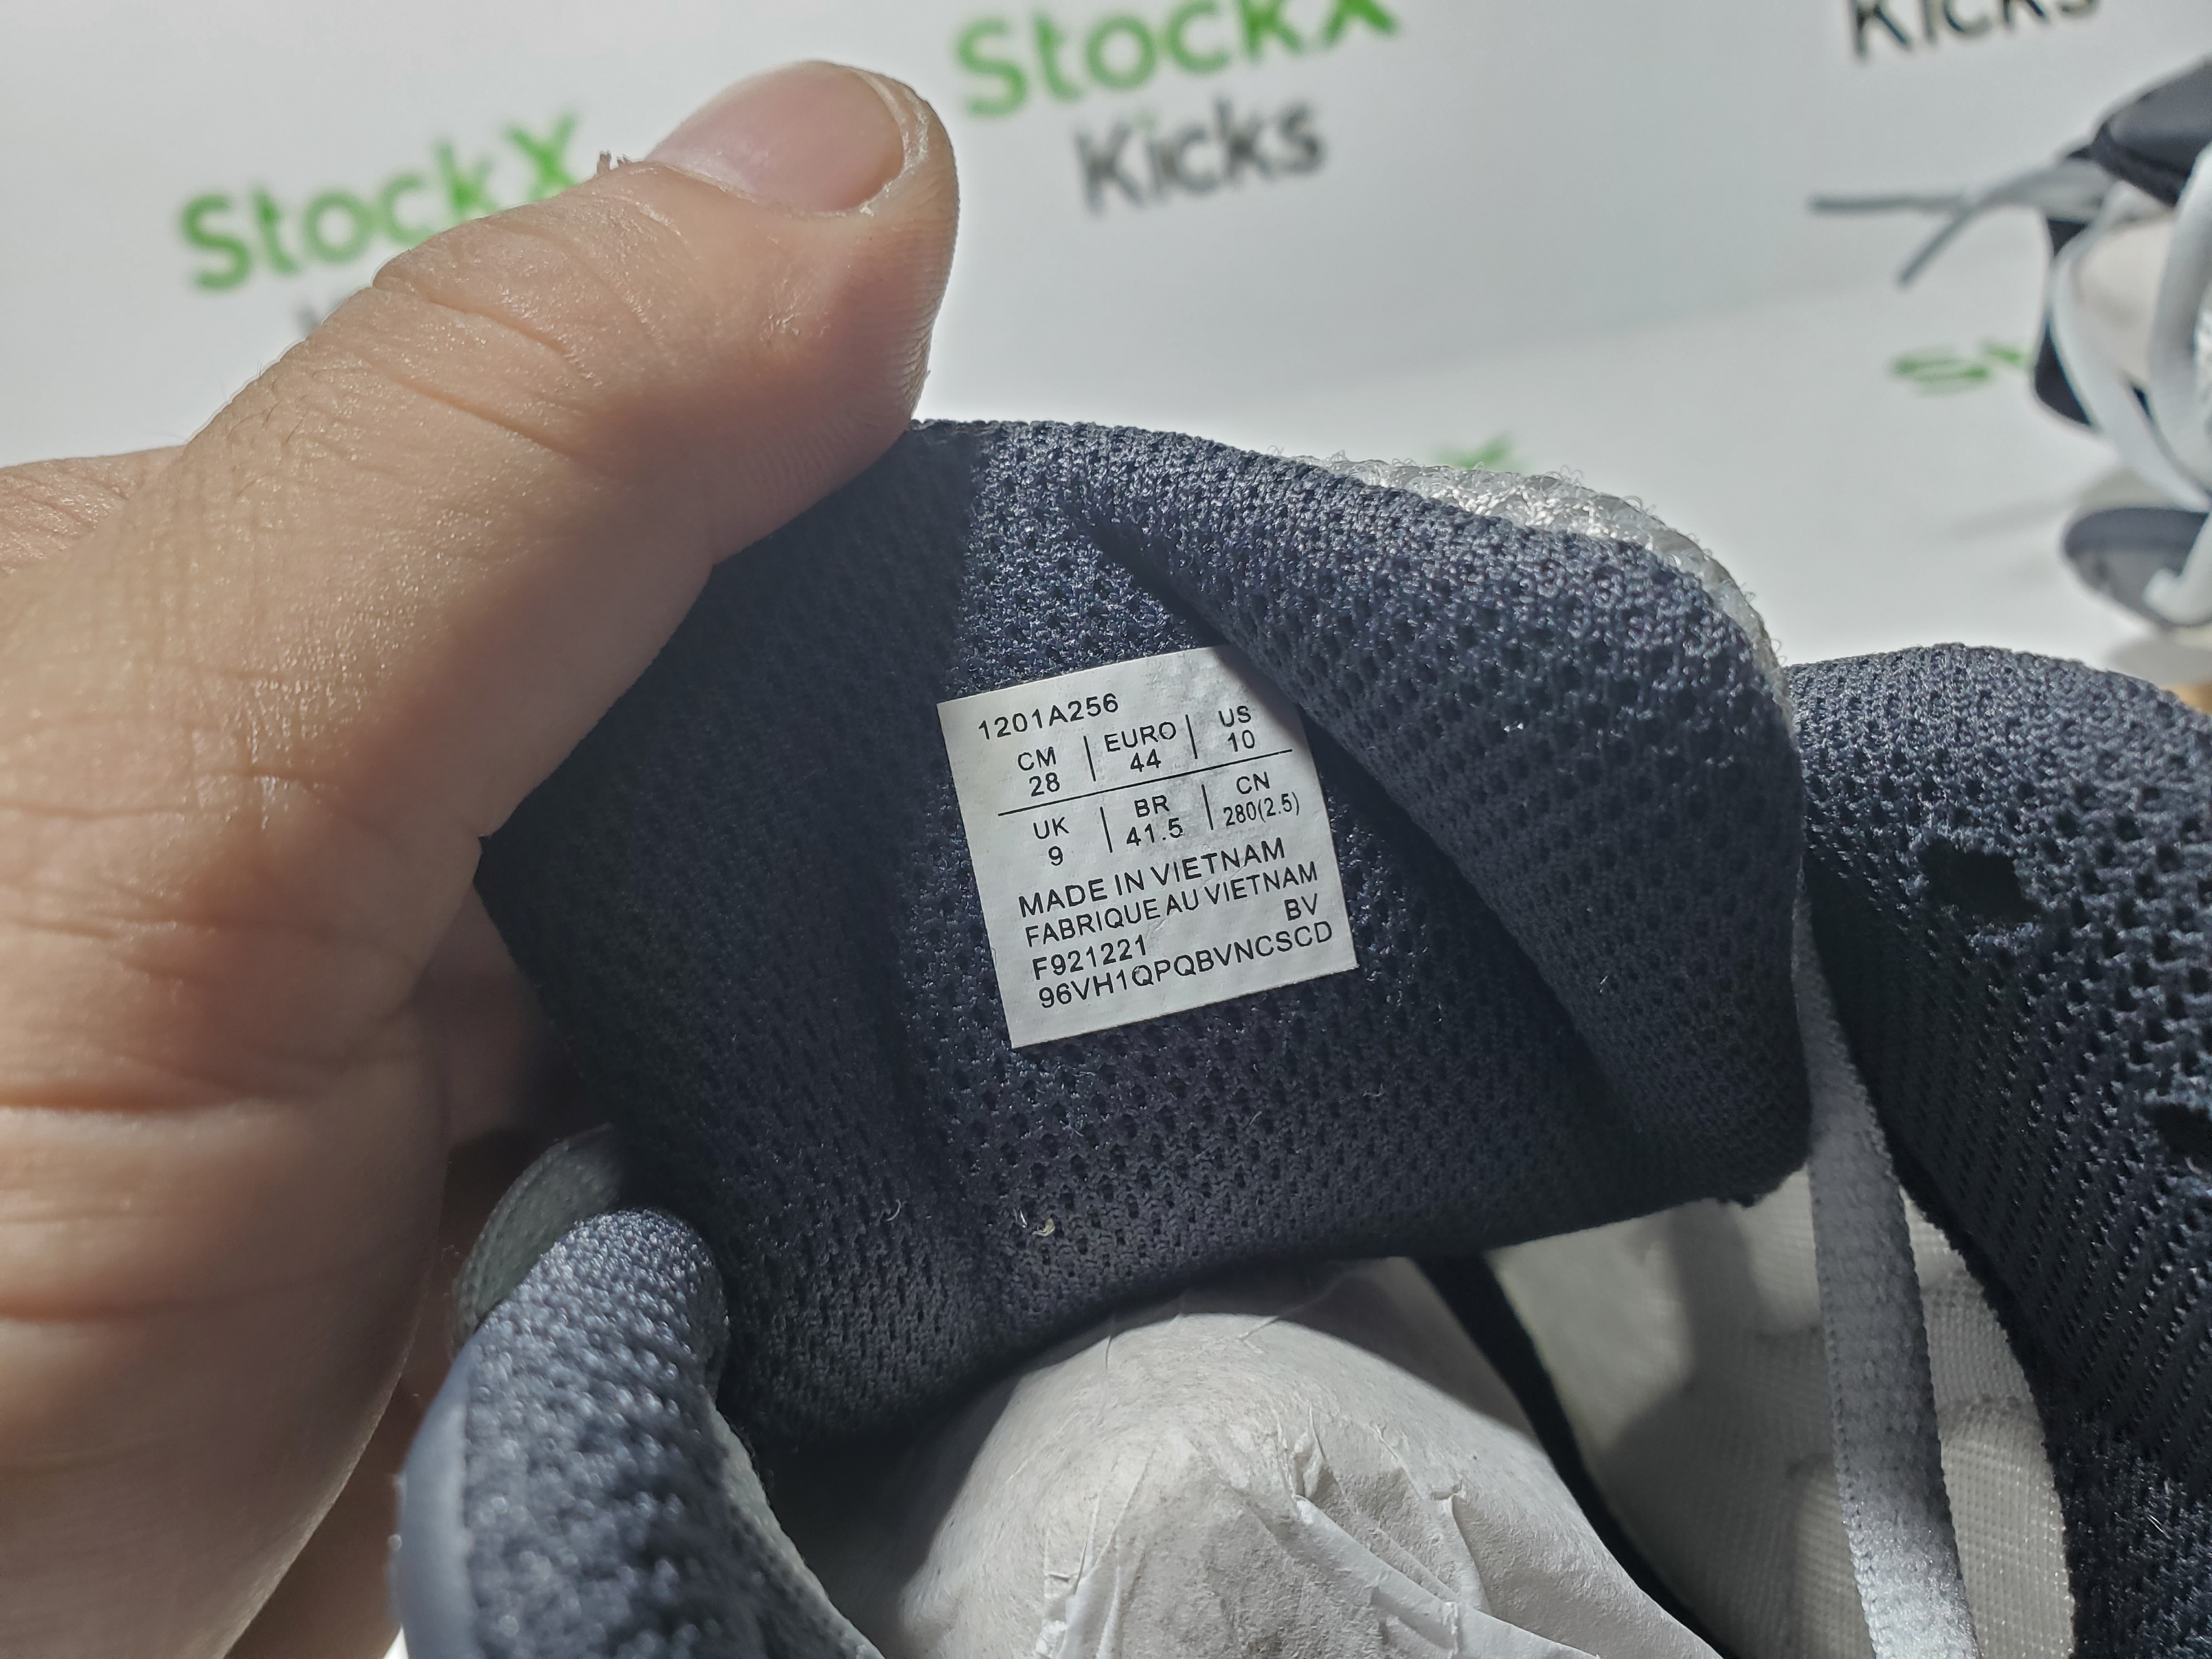 StockX
Kicks
Kicks
StockX
1201A256
CM | EURO | US
28 44 10
UK | BR | CN
9 41.5 280(2.5)
MADE IN VIETNAM
FABRIQUE AU VIETNAM
BV
F921221
96VH1QPQBVNCSCD